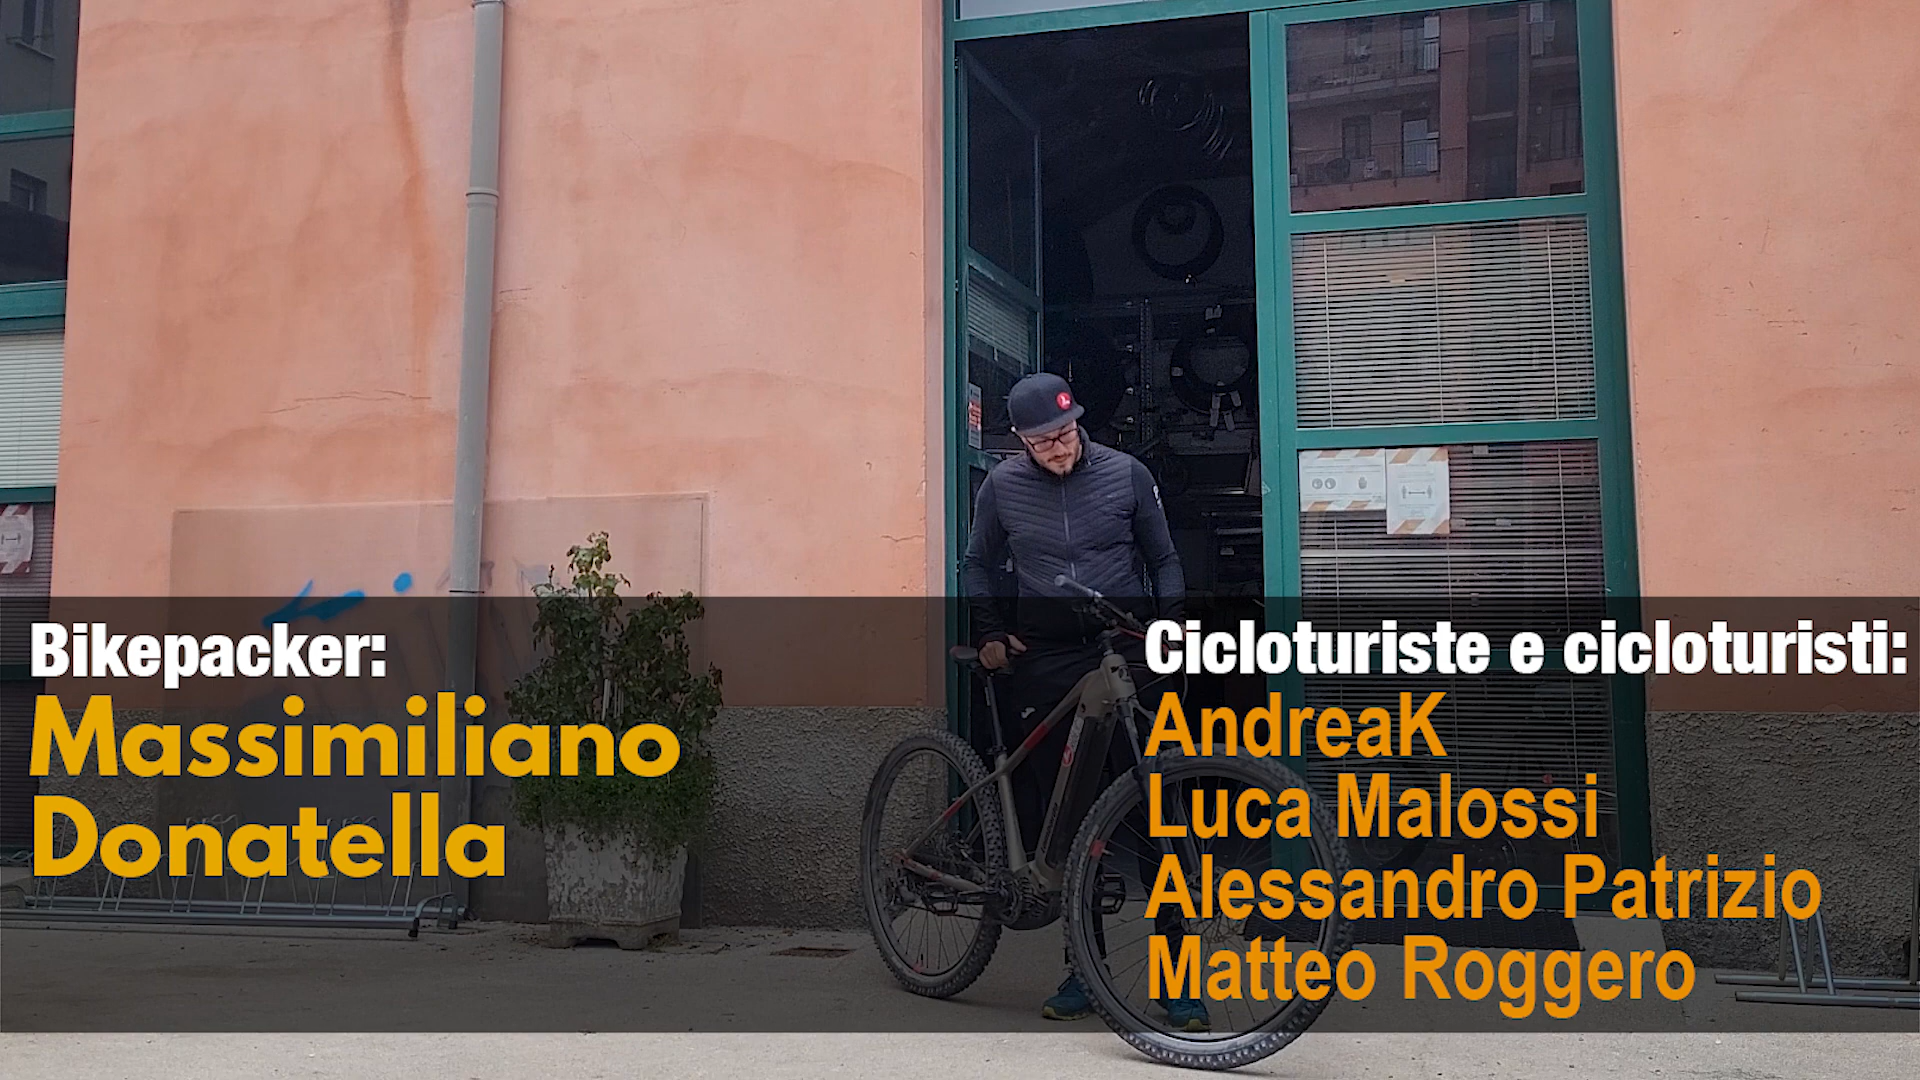 Bikepacker:
Massimiliano
Donatella
Cicloturiste e cicloturisti:
AndreaK
Luca Malossi
Alessandro Patrizio
Matteo Roggero